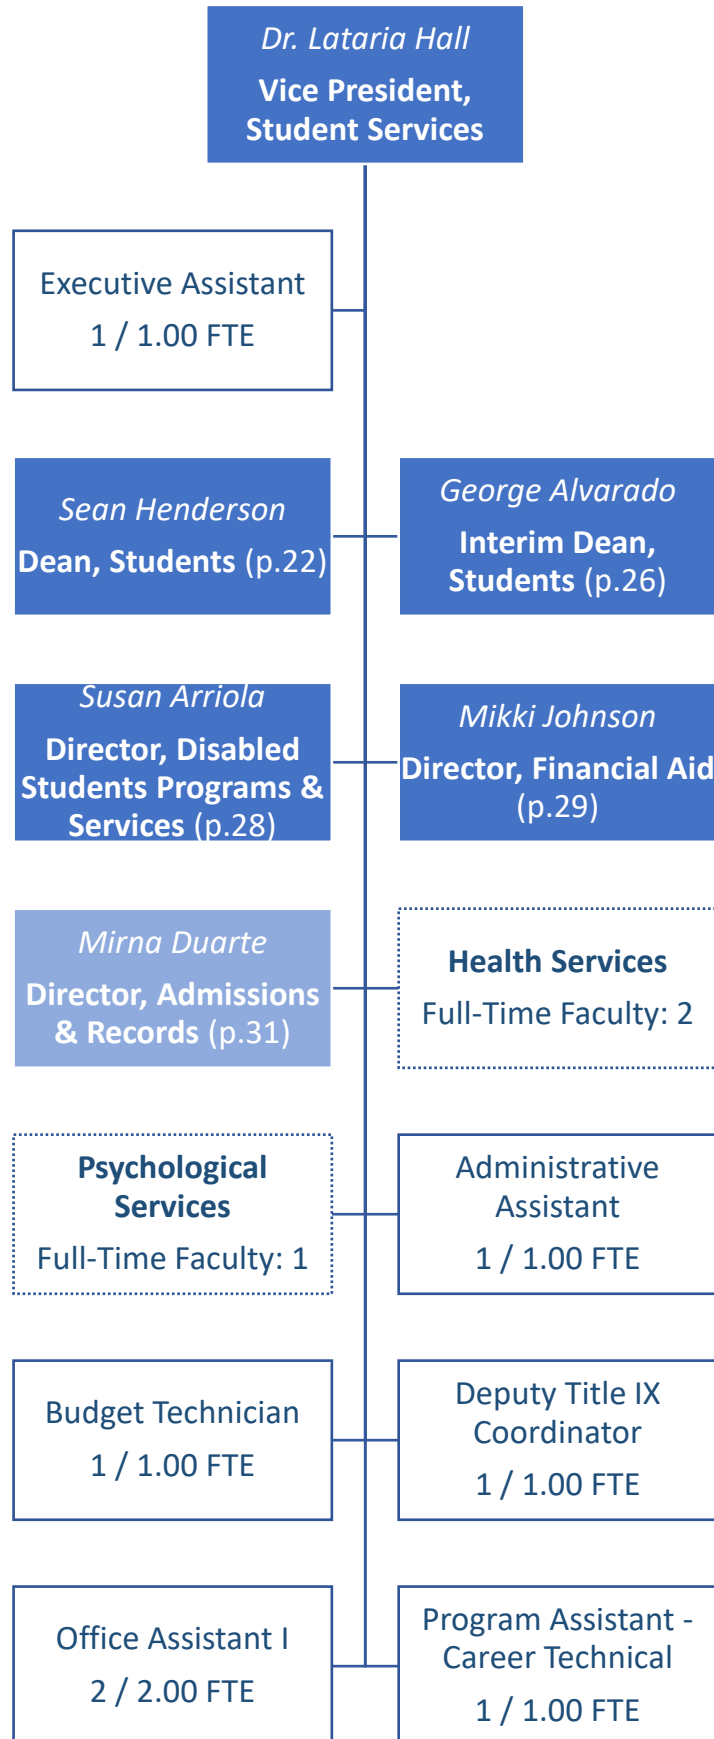 Dr. Lataria Hall
Vice President,
Student Services
Executive Assistant
1 / 1.00 FTE
Sean Henderson
Dean, Students (p.22)
George Alvarado
Interim Dean,
Students (p.26)
Susan Arriola
Director, Disabled
Students Programs &
Services (p.28)
Mikki Johnson
Director, Financial Aid
(p.29)
Mirna Duarte
Director, Admissions
& Records (p.31)
Health Services
Full-Time Faculty: 2
Psychological
Services
Full-Time Faculty: 1
Administrative
Assistant
1 / 1.00 FTE
Budget Technician
1 / 1.00 FTE
Deputy Title IX
Coordinator
1 / 1.00 FTE
Office Assistant I
2 / 2.00 FTE
Program Assistant -
Career Technical
1 / 1.00 FTE